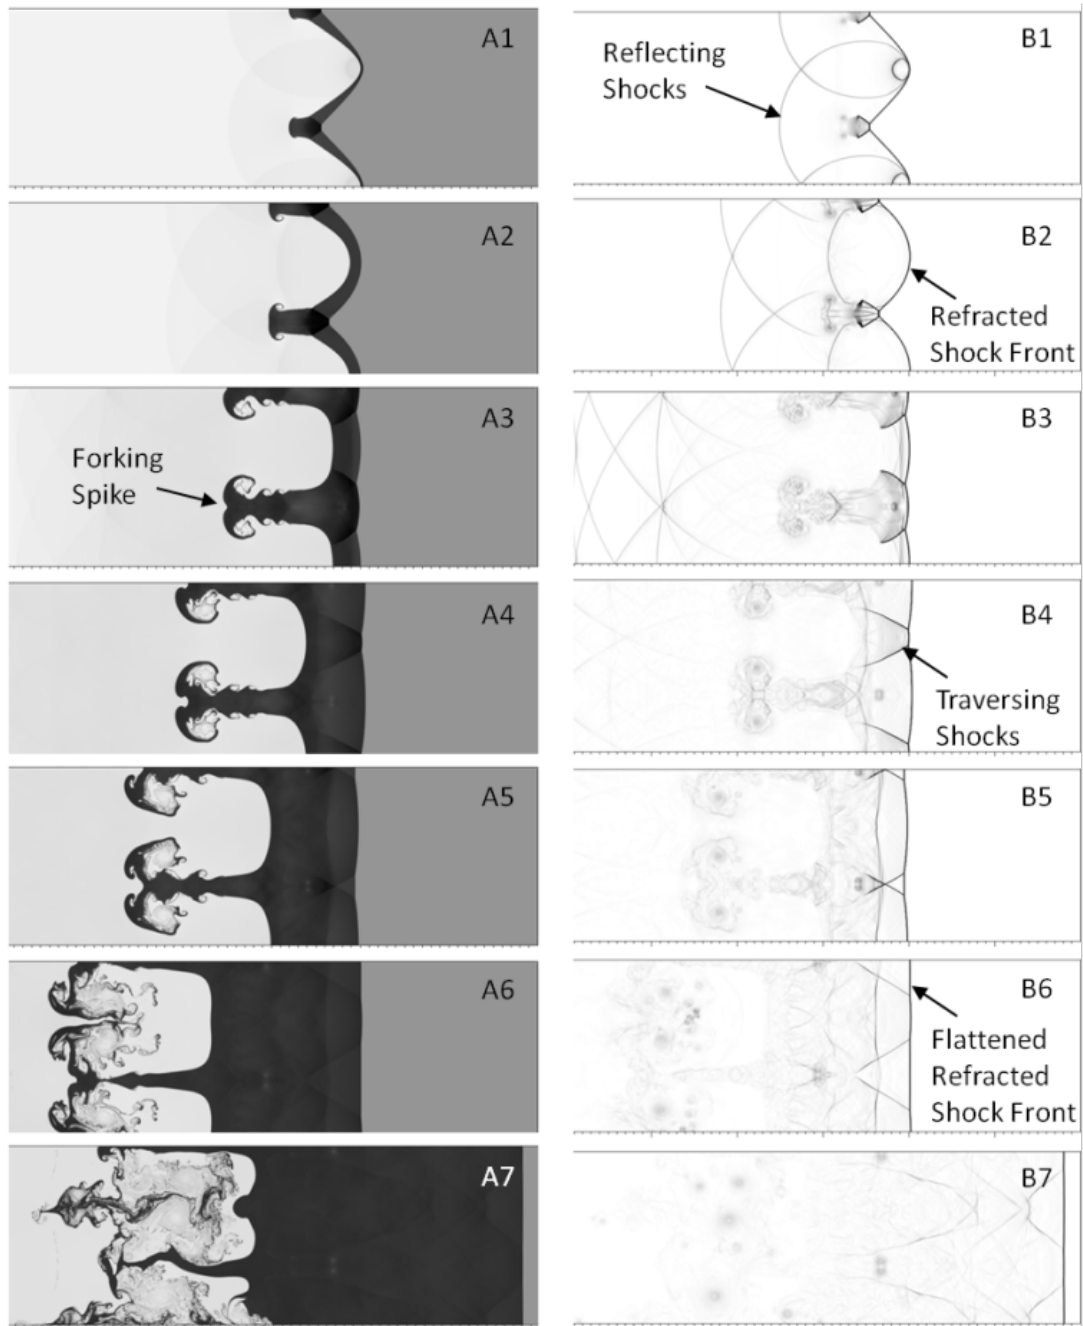 A1
B1
Reflecting
Shocks
A2
B2
Refracted
Shock Front
A3
B3
Forking
Spike
A4
B4
Traversing
Shocks
A5
B5
A6
B6
Flattened
Refracted
Shock Front
A7
B7